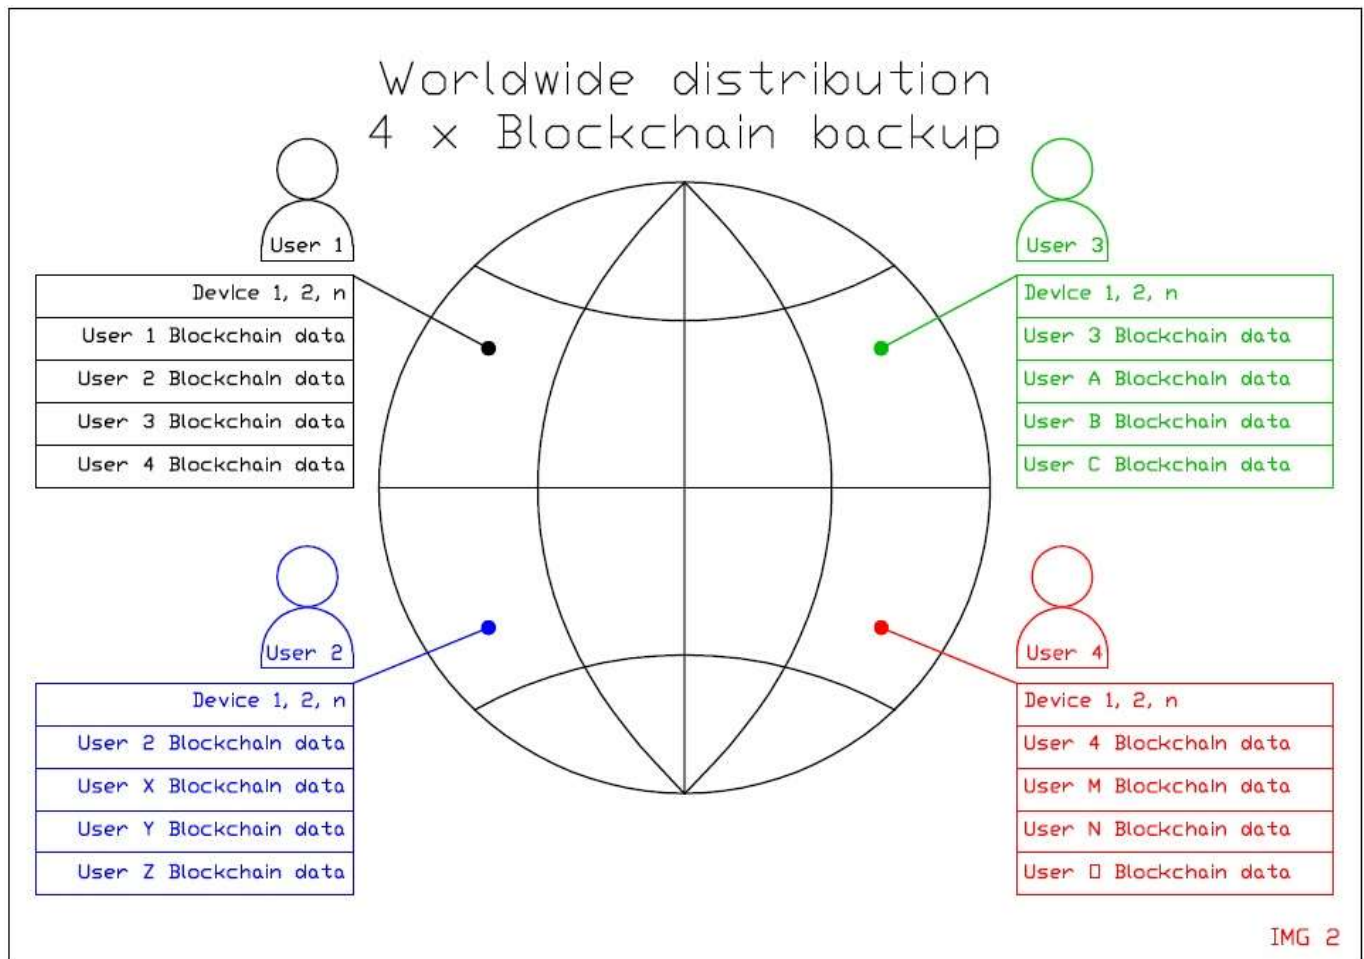 Worldwide distribution
4 x Blockchain backup
User 1
Device 1, 2, n
User 1 Blockchain data
User 2 Blockchain data
User 3 Blockchain data
User 4 Blockchain data
User 3
Device 1, 2, n
User 3 Blockchain data
User A Blockchain data
User B Blockchain data
User C Blockchain data
User 2
Device 1, 2, n
User 2 Blockchain data
User X Blockchain data
User Y Blockchain data
User Z Blockchain data
User 4
Device 1, 2, n
User 4 Blockchain data
User M Blockchain data
User N Blockchain data
User O Blockchain data
IMG 2